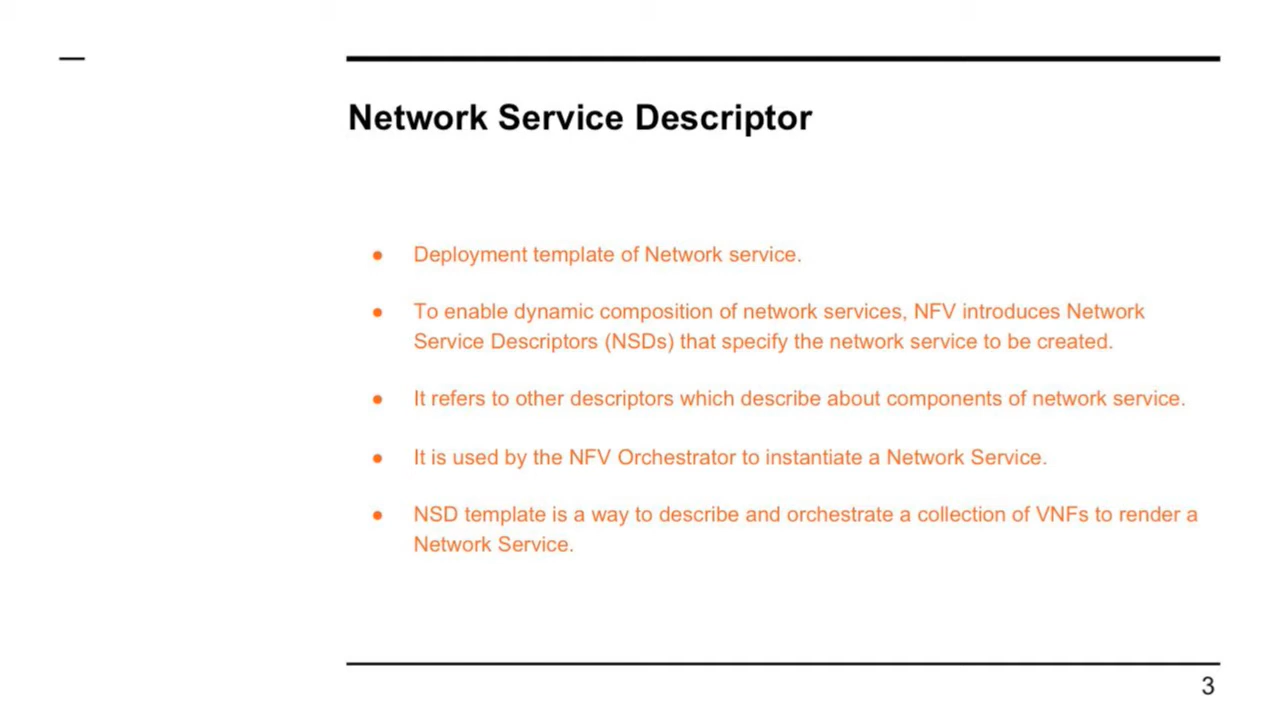 Network Service Descriptor
● Deployment template of Network service.
● To enable dynamic composition of network services, NFV introduces Network
Service Descriptors (NSDs) that specify the network service to be created.
● It refers to other descriptors which describe about components of network service.
● It is used by the NFV Orchestrator to instantiate a Network Service.
● NSD template is a way to describe and orchestrate a collection of VNFs to render a
Network Service.
3